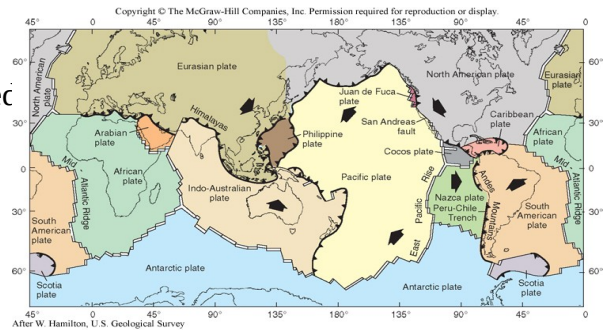 Copyright © The McGraw-Hill Companies, Inc. Permission required for reproduction or display.
45° 0 45° 90° 135° 180° 135° 90° 45° 0
60°
30°
0
30°
60°
60°
30°
0
30°
60°
North American
plate
Eurasian plate
Himalayas
Arabian
plate
Mid
Atlantic Ridge
African
plate
South
American
plate
Scotia
plate
Indo-Australian
plate
Philippine
plate
Juan de Fuca
plate
North American plate
San Andreas
fault
Cocos plate
Caribbean
plate
Pacific plate
East Pacific Rise
Nazca plate
Peru-Chile
Trench
Andes Mountains
South
American
plate
Eurasian
plate
African
plate
Mid -
Atlantic Ridge
Antarctic plate
Antarctic plate
Scotia
plate
45° 0 45° 90° 135° 180° 135° 90° 45° 0
After W. Hamilton, U.S. Geological Survey